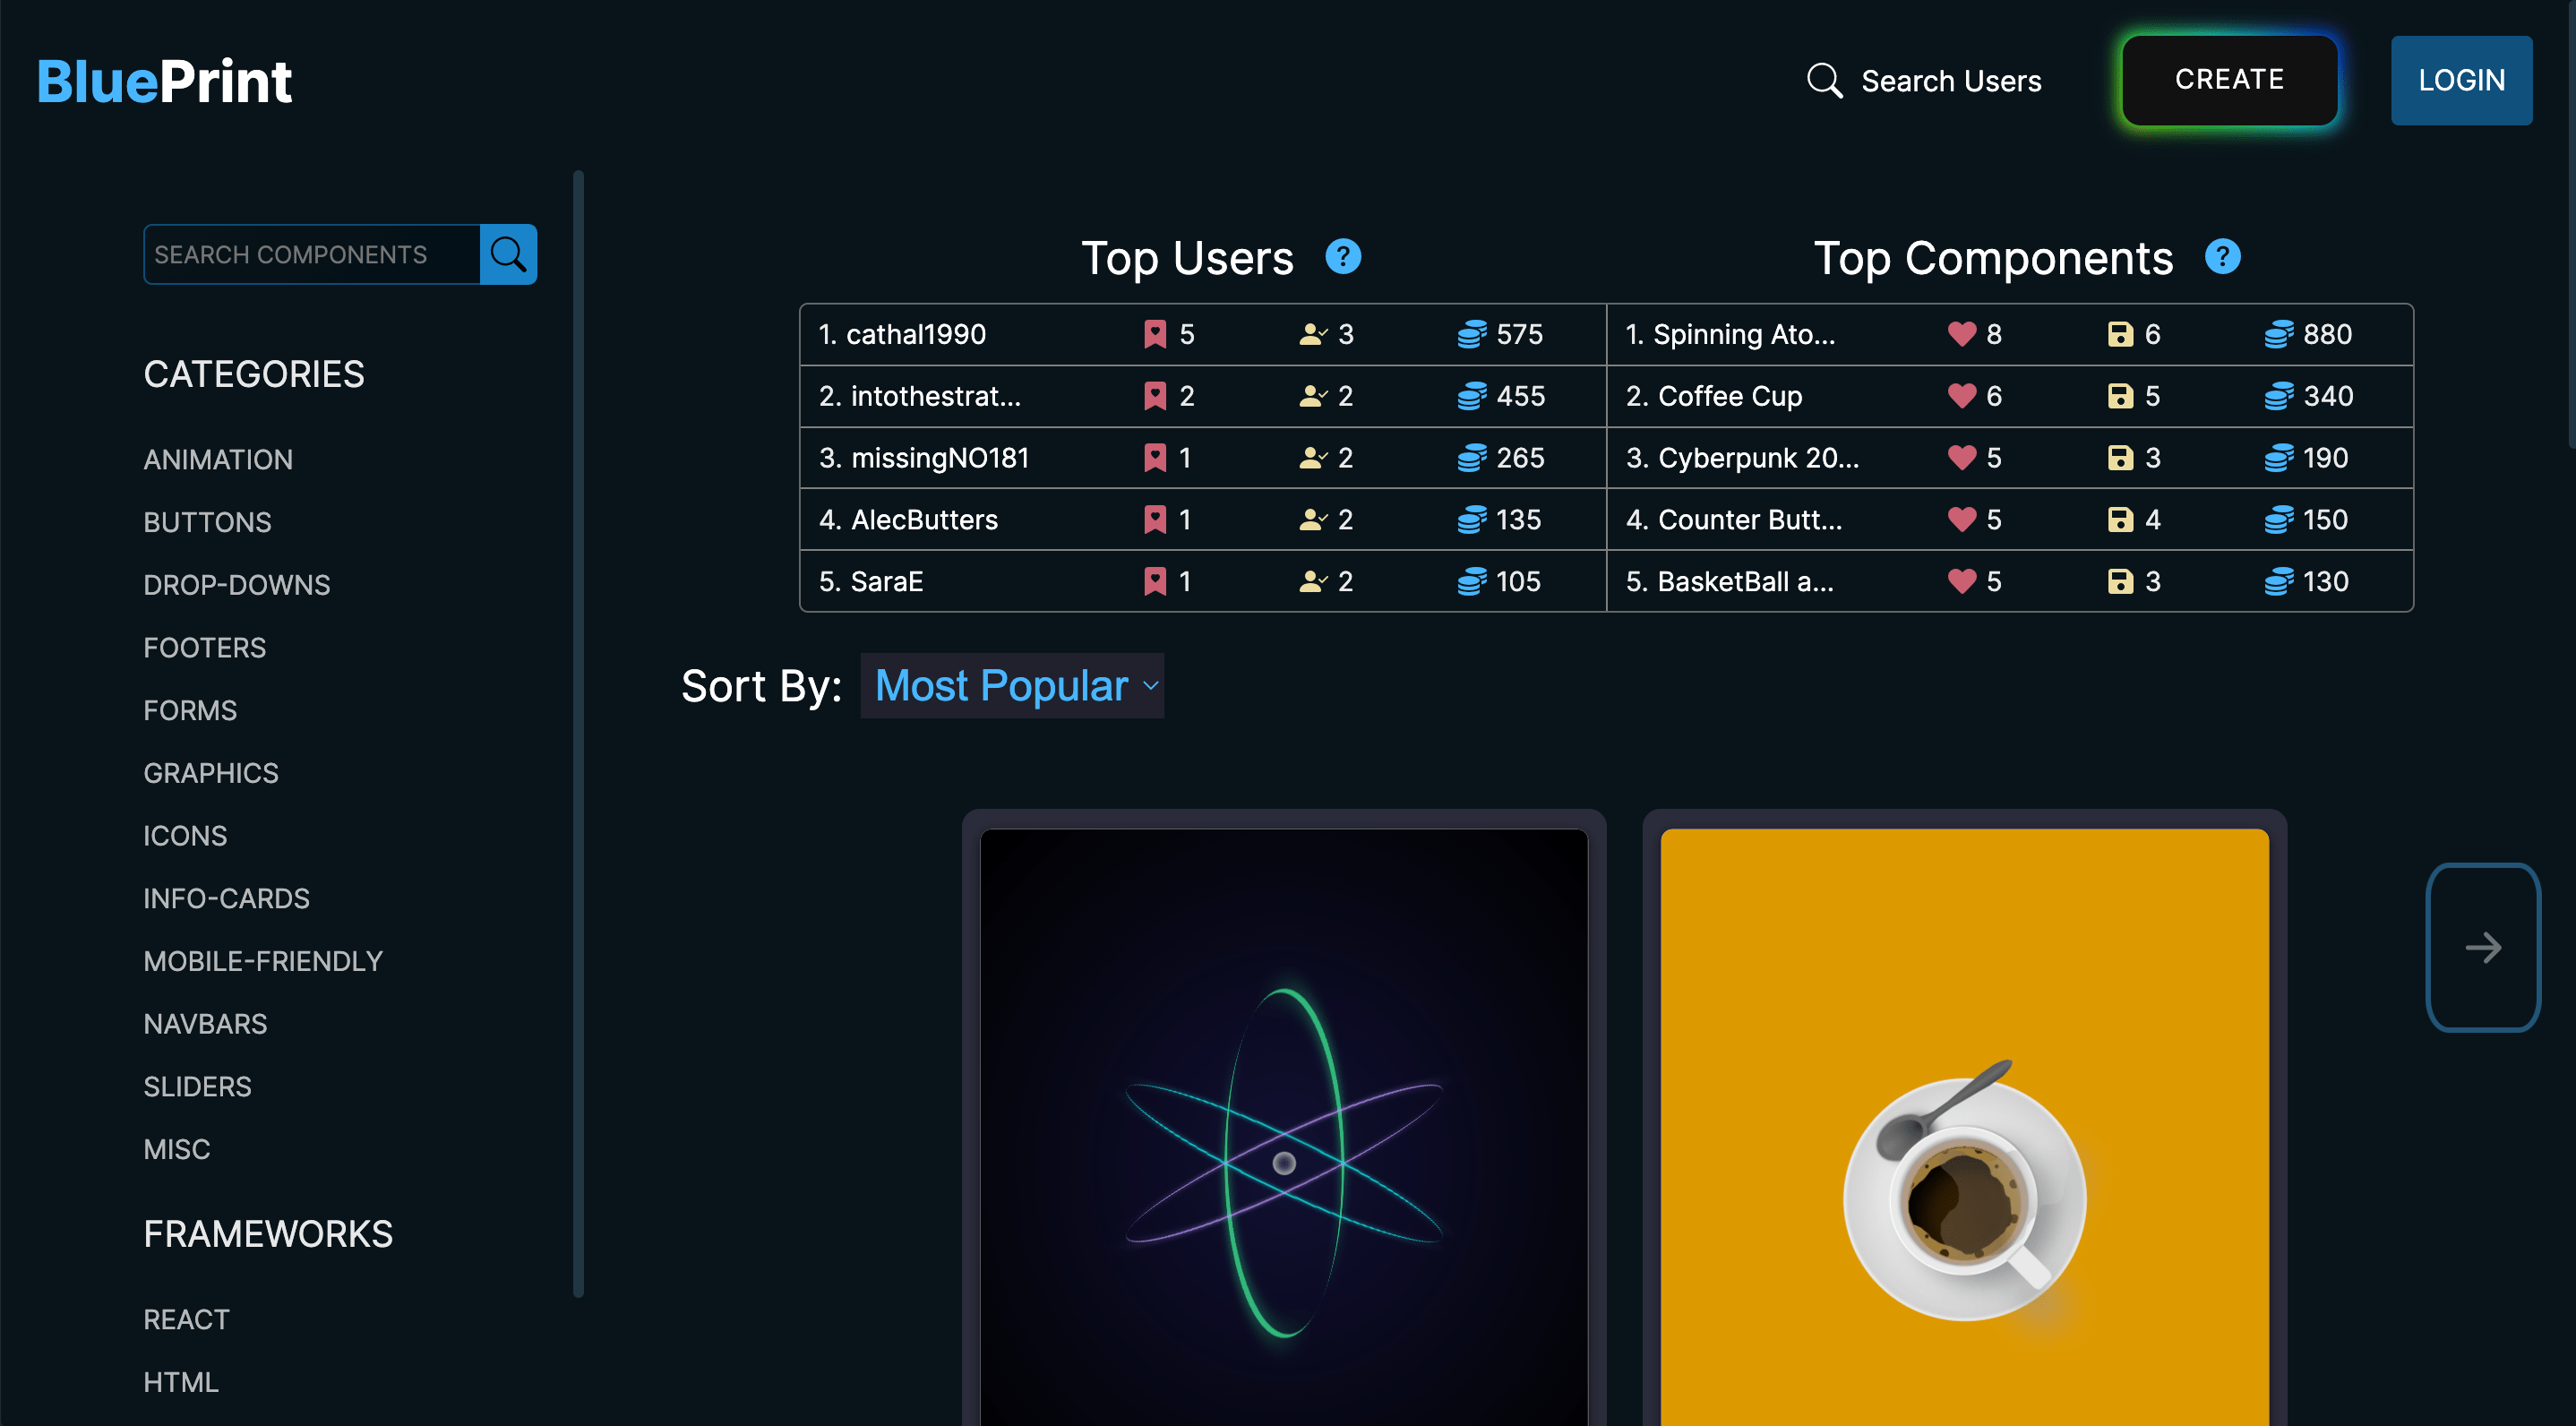 BluePrint
Search Users
CREATE
LOGIN
SEARCH COMPONENTS
CATEGORIES
ANIMATION
BUTTONS
DROP-DOWNS
FOOTERS
FORMS
GRAPHICS
ICONS
INFO-CARDS
MOBILE-FRIENDLY
NAVBARS
SLIDERS
MISC
FRAMEWORKS
REACT
HTML
Top Users ?
1. cathal1990 5 3 575
2. intothestrat... 2 2 455
3. missingNO181 1 2 265
4. AlecButters 1 2 135
5. SaraE 1 2 105
Top Components ?
1. Spinning Ato... 8 6 880
2. Coffee Cup 6 5 340
3. Cyberpunk 20... 5 3 190
4. Counter Butt... 5 4 150
5. BasketBall a... 5 3 130
Sort By: Most Popular